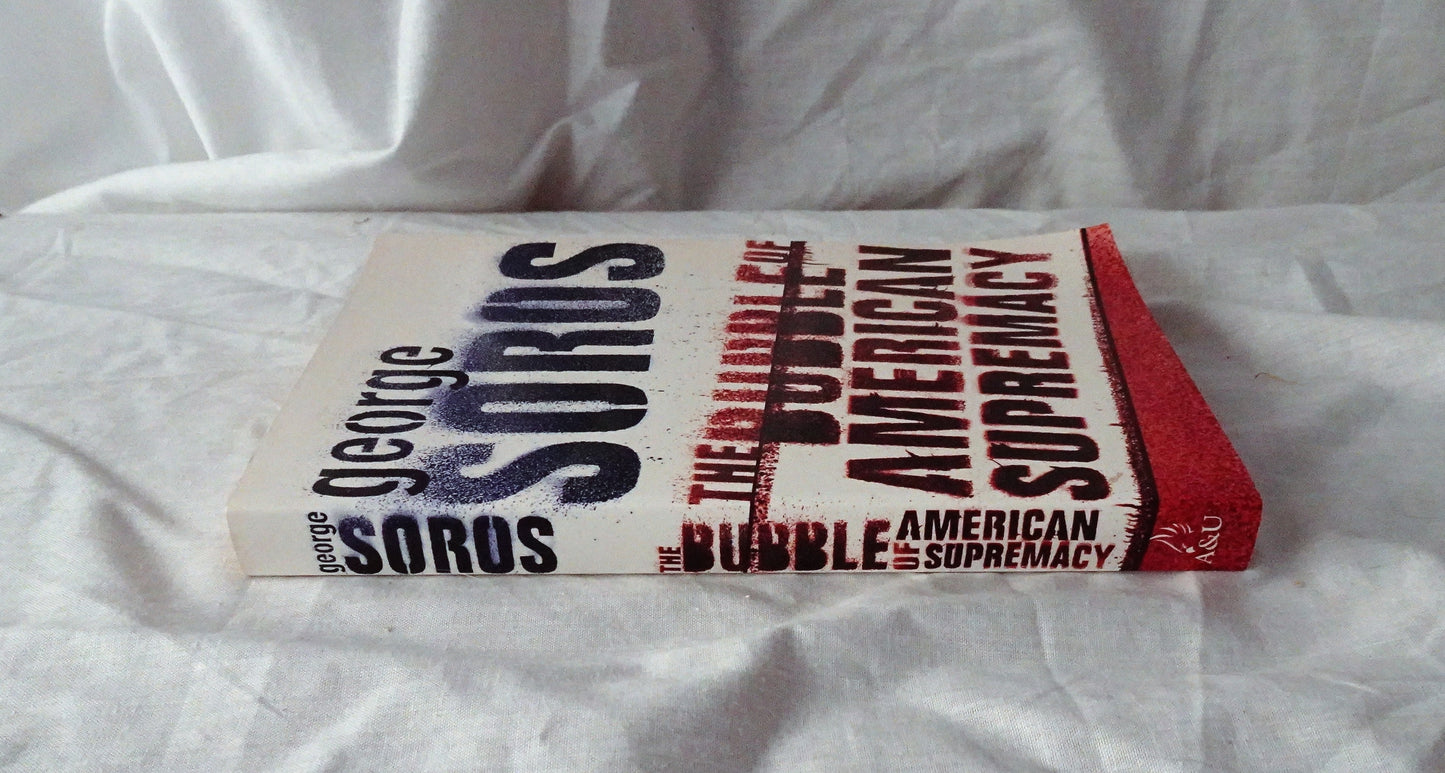 george
SOROS
THE BUBBLE OF
AMERICAN
SUPREMACY
george
SOROS
THE
BUBBLE
OF
AMERICAN
SUPREMACY
A&U